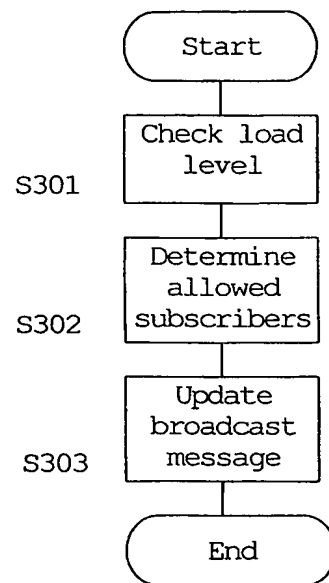 Start
Check load
level
S301
Determine
allowed
subscribers
S302
Update
broadcast
message
S303
End